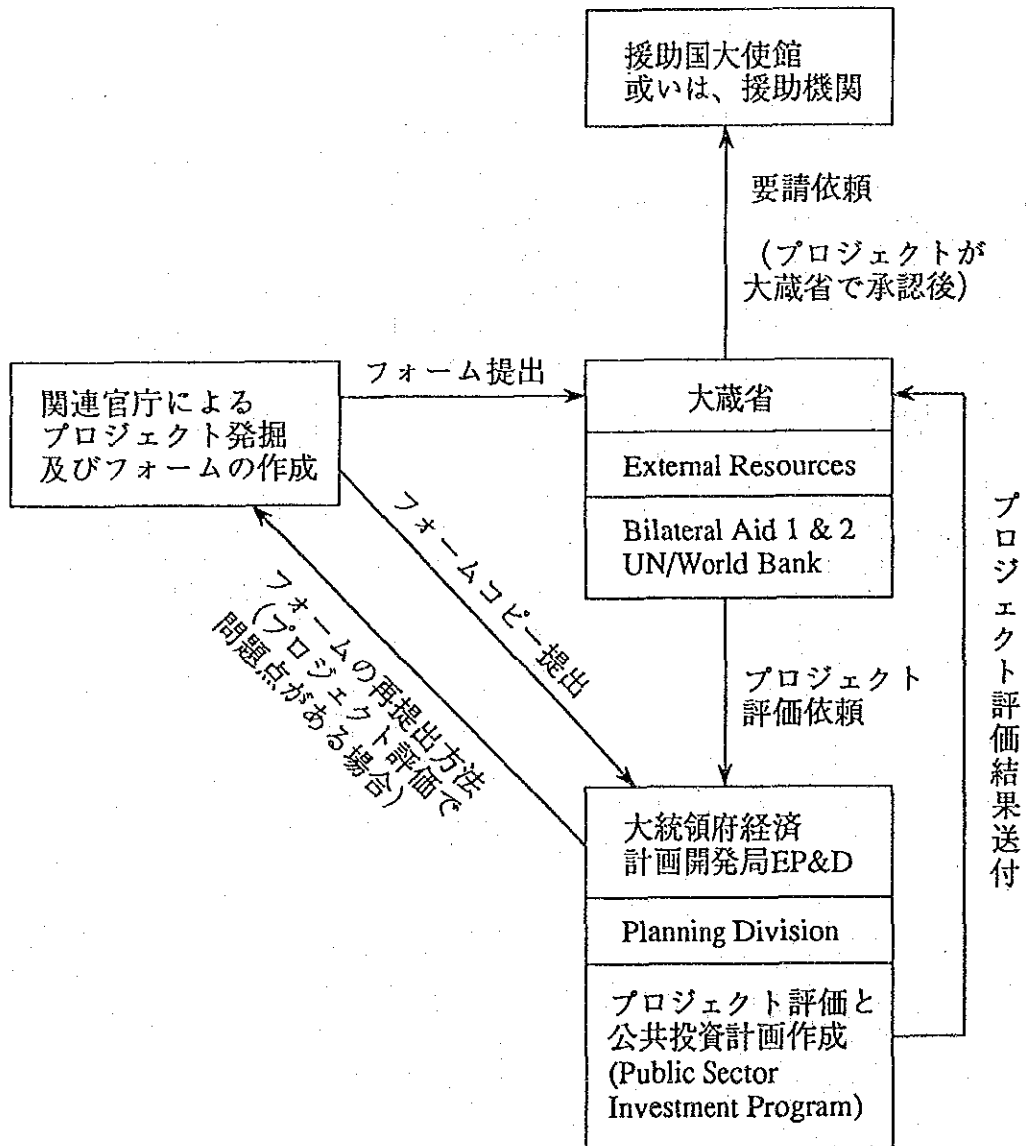 援助国大使館
或いは、援助機関
要請依頼
(プロジェクトが
大蔵省で承認後)
関連官庁による
プロジェクト発掘
及びフォームの作成
フォーム提出
大蔵省
External Resources
Bilateral Aid 1 & 2
UN/World Bank
フォームコピー提出
フォームの再提出方法
(プロジェクト評価で
問題点がある場合)
プロジェクト
評価依頼
プロジェクト評価結果送付
大統領府経済
計画開発局EP&D
Planning Division
プロジェクト評価と
公共投資計画作成
(Public Sector
Investment Program)